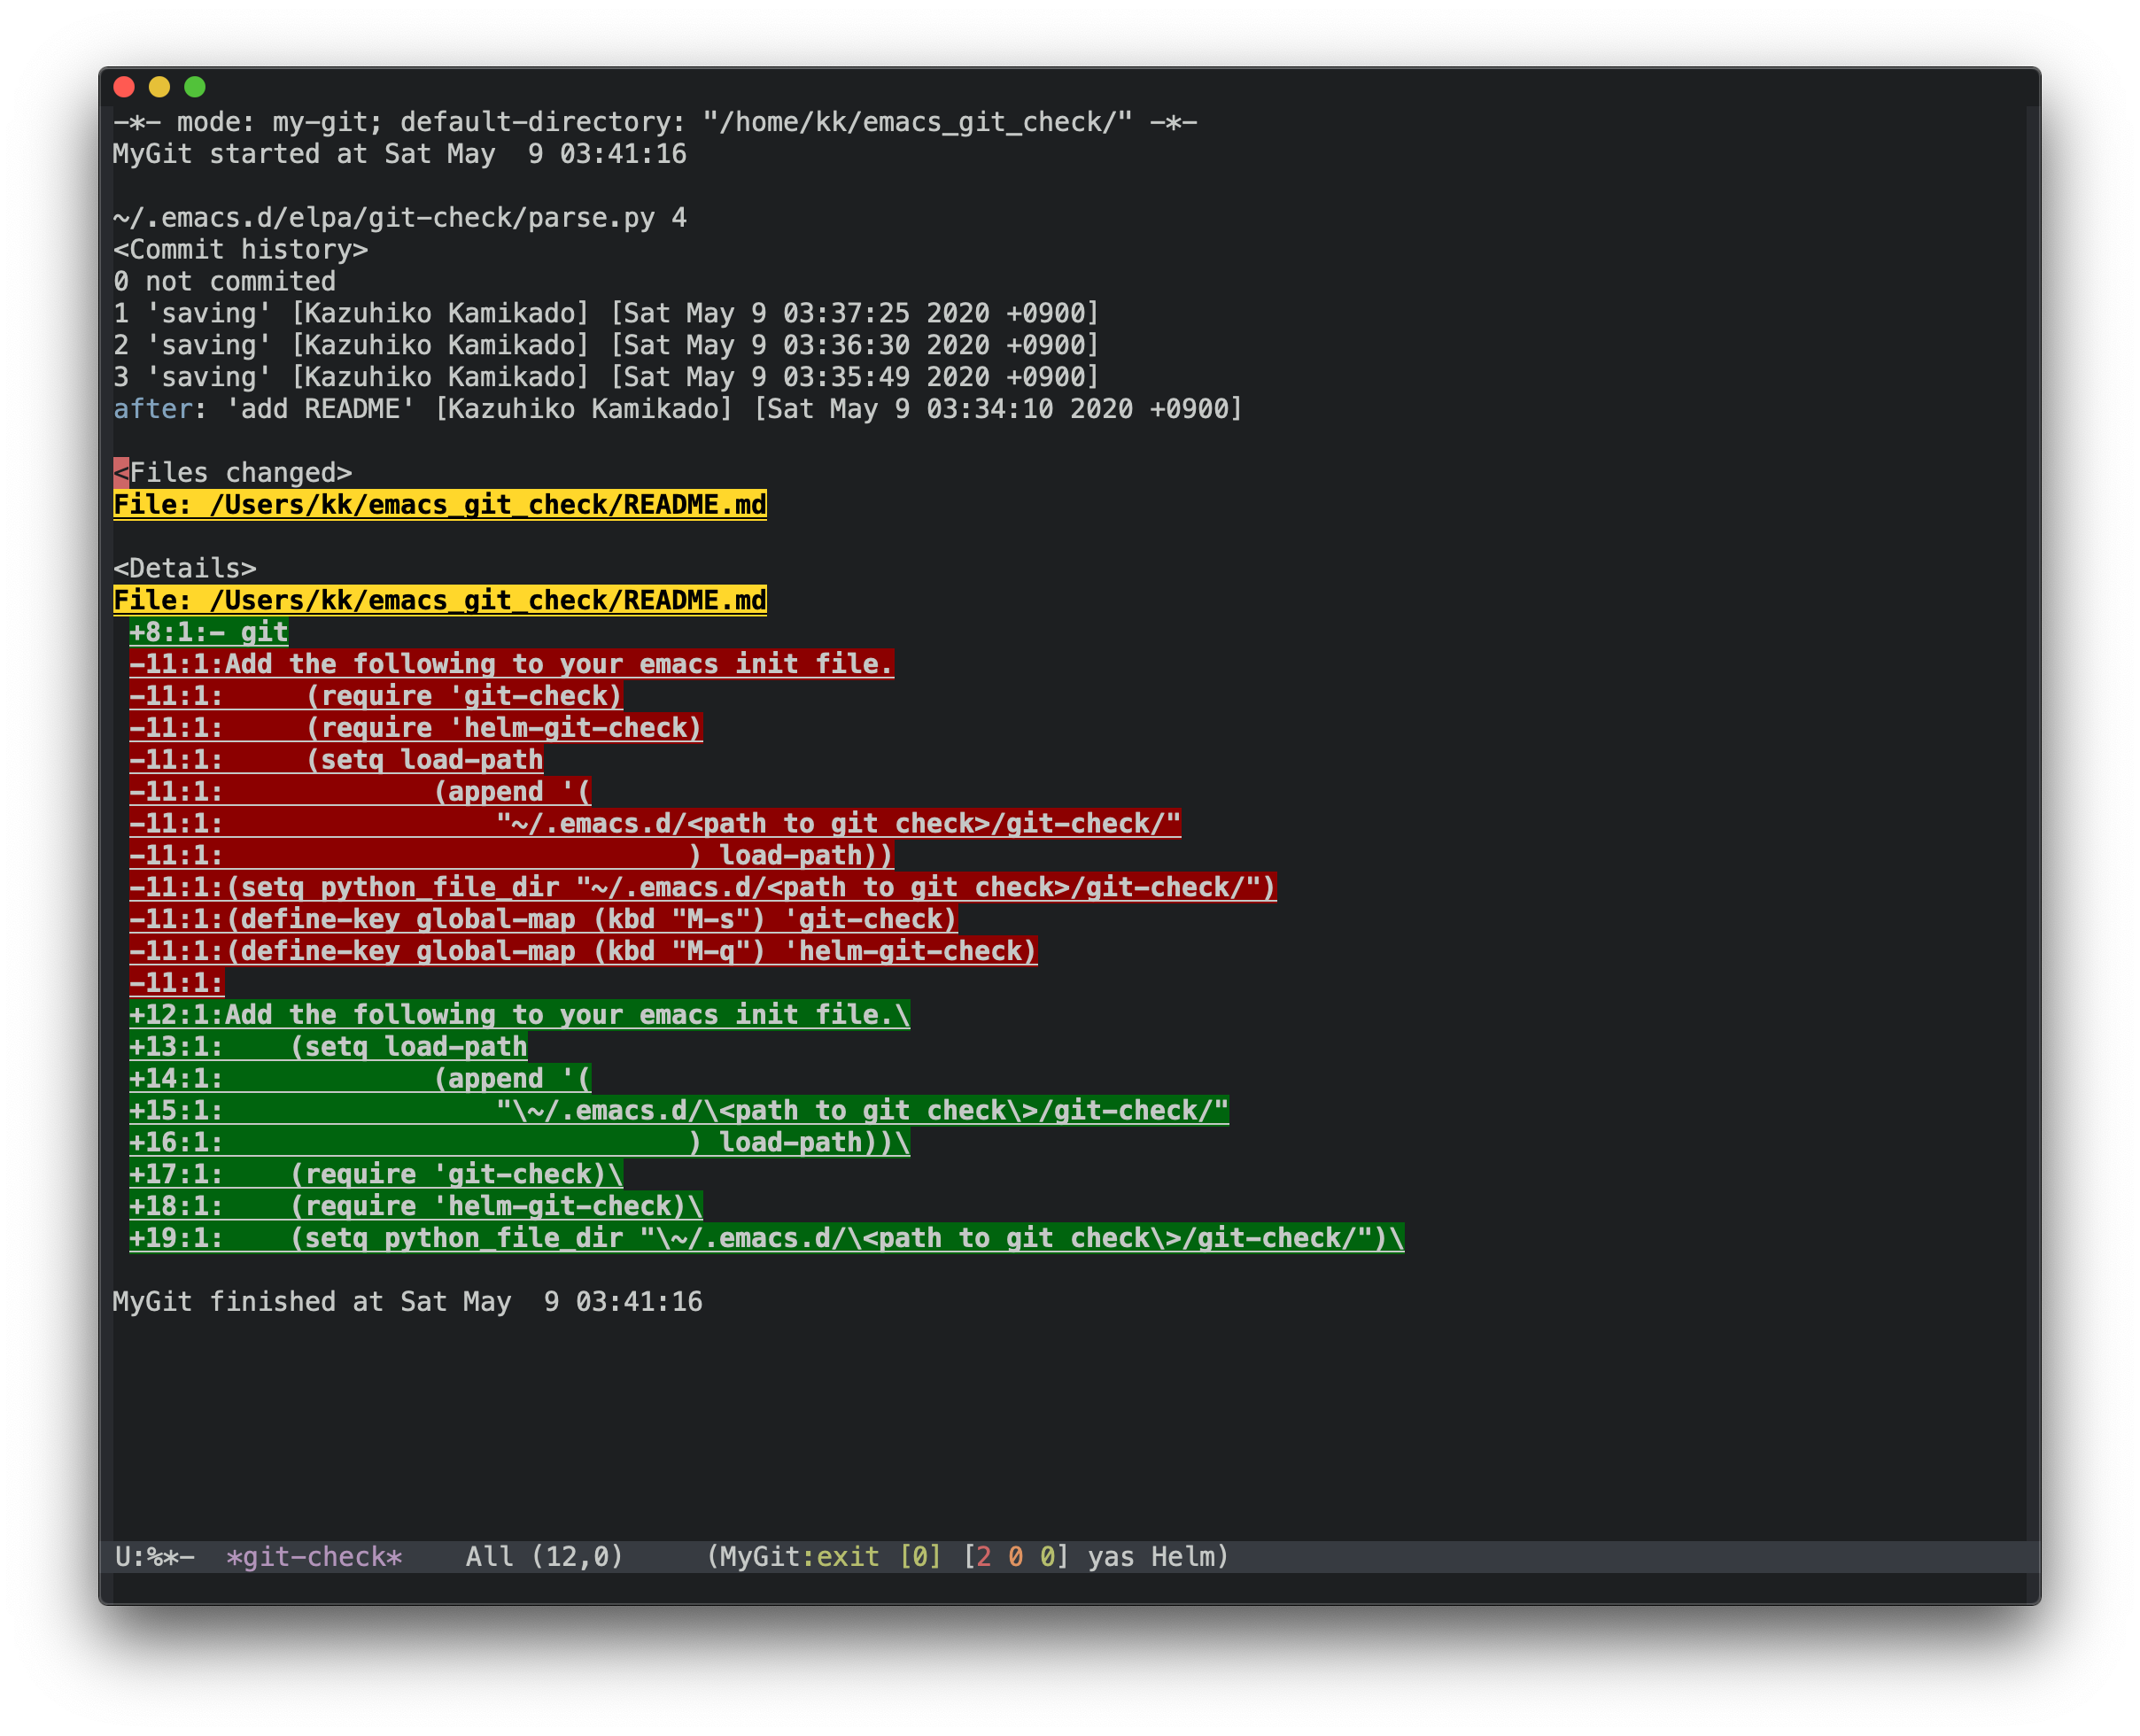 -*- mode: my-git; default-directory: "/home/kk/emacs_git_check/" -*-
MyGit started at Sat May  9 03:41:16

~/.emacs.d/elpa/git-check/parse.py 4
<Commit history>
0 not commited
1 'saving' [Kazuhiko Kamikado] [Sat May 9 03:37:25 2020 +0900]
2 'saving' [Kazuhiko Kamikado] [Sat May 9 03:36:30 2020 +0900]
3 'saving' [Kazuhiko Kamikado] [Sat May 9 03:35:49 2020 +0900]
after: 'add README' [Kazuhiko Kamikado] [Sat May 9 03:34:10 2020 +0900]

<Files changed>
File: /Users/kk/emacs_git_check/README.md

<Details>
File: /Users/kk/emacs_git_check/README.md
 +8:1:- git
 -11:1:Add the following to your emacs init file.
 -11:1:     (require 'git-check)
 -11:1:     (require 'helm-git-check)
 -11:1:     (setq load-path
 -11:1:             (append '(
 -11:1:                 "~/.emacs.d/<path to git check>/git-check/"
 -11:1:                             ) load-path))
 -11:1:(setq python_file_dir "~/.emacs.d/<path to git check>/git-check/")
 -11:1:(define-key global-map (kbd "M-s") 'git-check)
 -11:1:(define-key global-map (kbd "M-q") 'helm-git-check)
 -11:1:
 +12:1:Add the following to your emacs init file.\
 +13:1:    (setq load-path
 +14:1:             (append '(
 +15:1:                 "\~/.emacs.d/\<path to git check\>/git-check/"
 +16:1:                             ) load-path))\
 +17:1:    (require 'git-check)\
 +18:1:    (require 'helm-git-check)\
 +19:1:    (setq python_file_dir "\~/.emacs.d/\<path to git check\>/git-check/")\

MyGit finished at Sat May  9 03:41:16
U:%*-  *git-check*    All (12,0)     (MyGit:exit [0] [2 0 0] yas Helm)